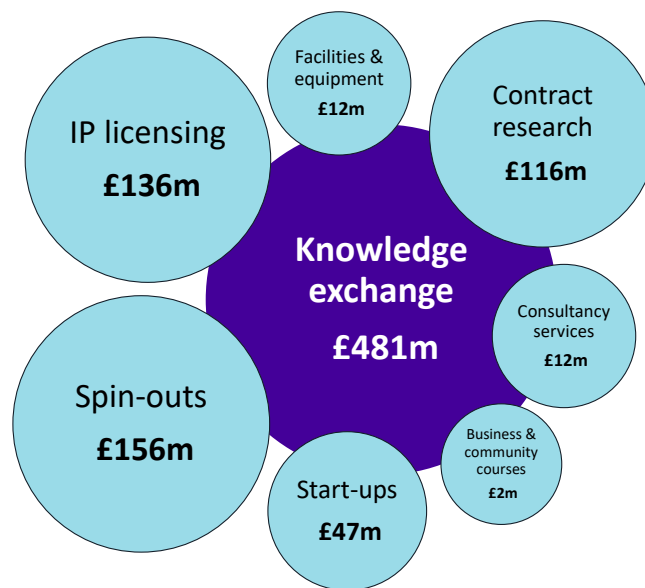 Facilities &
equipment
£12m
Contract
research
£116m
IP licensing
£136m
Knowledge
exchange
£481m
Consultancy
services
£12m
Spin-outs
£156m
Business &
community
courses
£2m
Start-ups
£47m